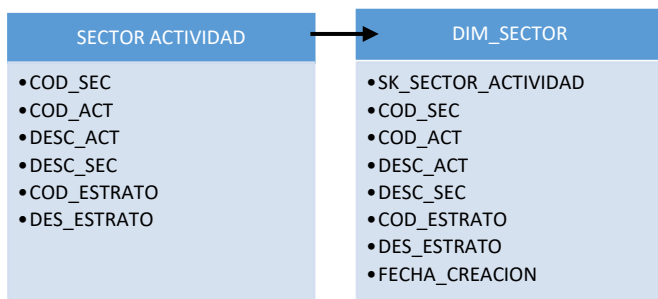 SECTOR ACTIVIDAD
•COD_SEC
•COD_ACT
•DESC_ACT
•DESC_SEC
•COD_ESTRATO
•DES_ESTRATO
DIM_SECTOR
•SK_SECTOR_ACTIVIDAD
•COD_SEC
•COD_ACT
•DESC_ACT
•DESC_SEC
•COD_ESTRATO
•DES_ESTRATO
•FECHA_CREACION